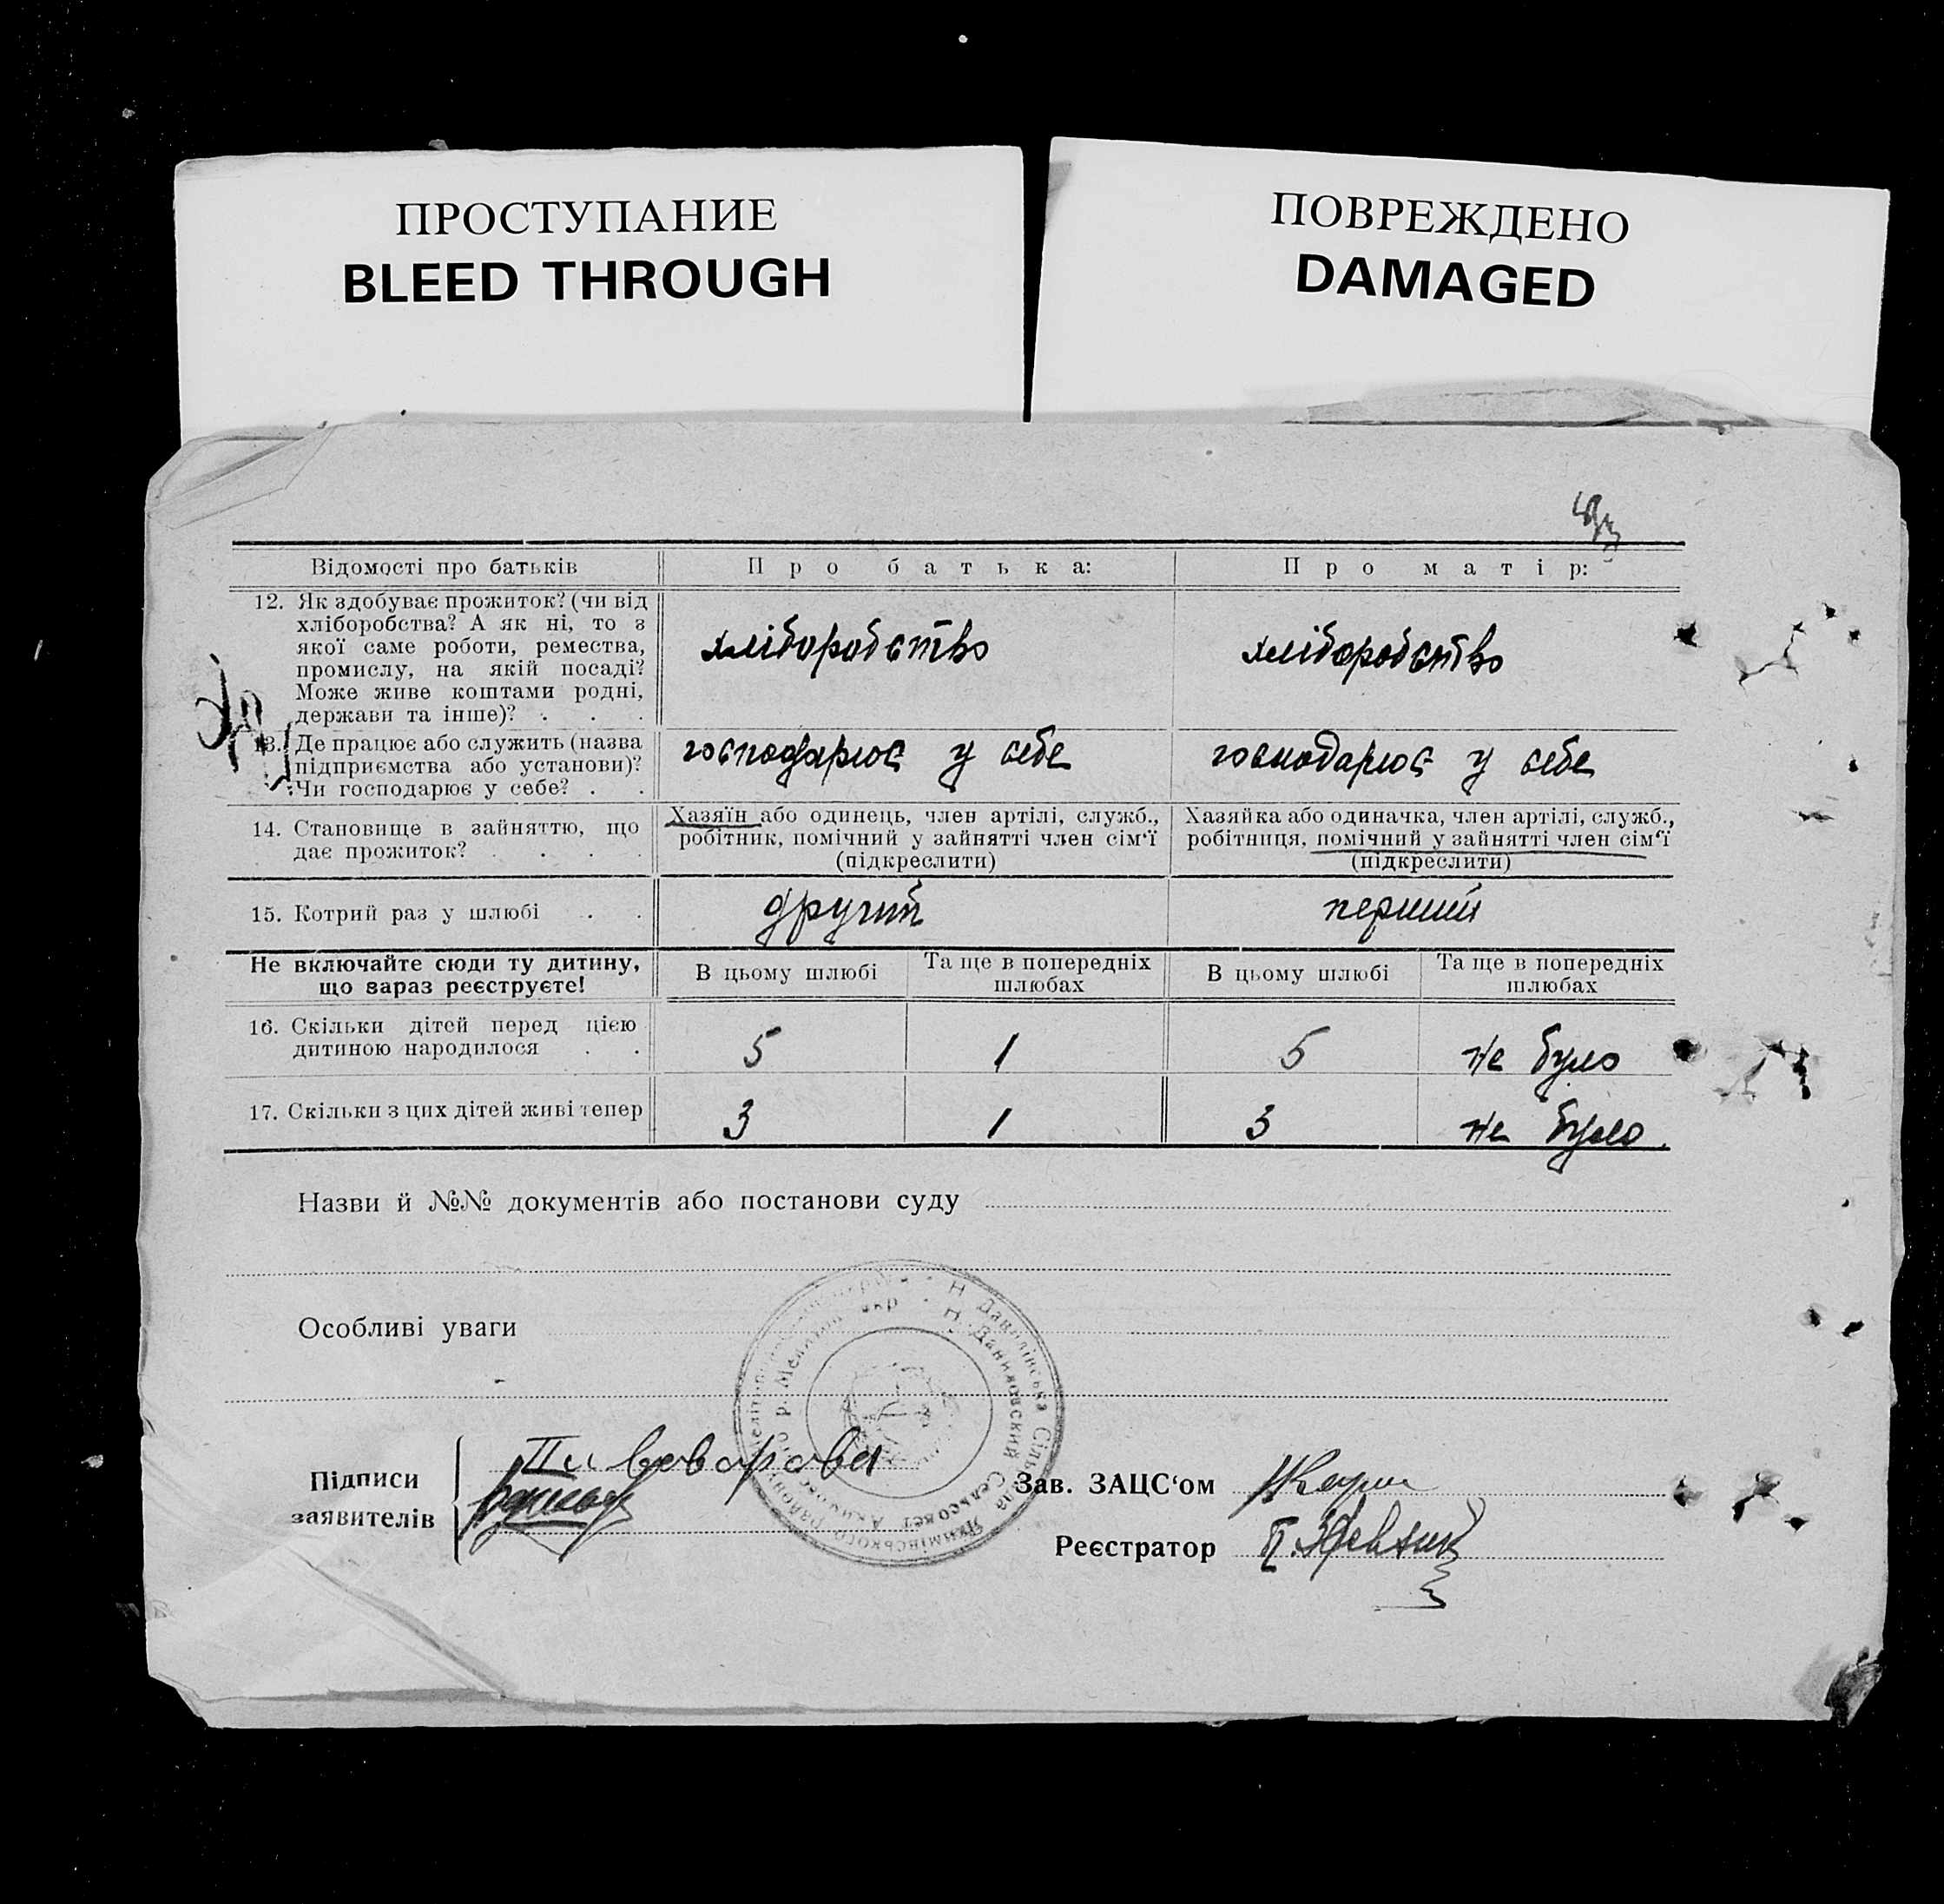 ПРОСТУПАНИЕ
BLEED THROUGH
ПОВРЕЖДЕНО
DAMAGED
Відомості про батьків
Про батька:
Про матір:
12. Як здобуває прожиток? (чи від
хліборобства? А як ні, то з
якої саме роботи, ремества,
промислу, на якій посаді?
Може живе коштами родні,
держави та інше)? . . .
хліборобство
хліборобство
13. Де працює або служить (назва
підприємства або установи)?
Чи господарює у себе? . .
господарює у себе
господарює у себе
14. Становище в зайняттю, що
дає прожиток? . . . .
Хазяїн або одинець, член артілі, служб.,
робітник, помічний у зайнятті член сім‘ї
(підкреслити)
Хазяйка або одиначка, член артілі, служб.,
робітниця, помічний у зайнятті член сім‘ї
(підкреслити)
15. Котрий раз у шлюбі . .
другий
перший
Не включайте сюди ту дитину,
що зараз реєструєте!
В цьому шлюбі
Та ще в попередніх
шлюбах
В цьому шлюбі
Та ще в попередніх
шлюбах
16. Скільки дітей перед цією
дитиною народилося . .
5
1
5
не було
17. Скільки з цих дітей живі тепер
3
1
3
не було
Назви й №№ документів або постанови суду
Особливі уваги
Н Данилівська Сільрада Якимівського району
Н. Даниловский Сельсовет
Підписи
заявителів
Пивоварова
Зав. ЗАЦС‘ом
Реєстратор